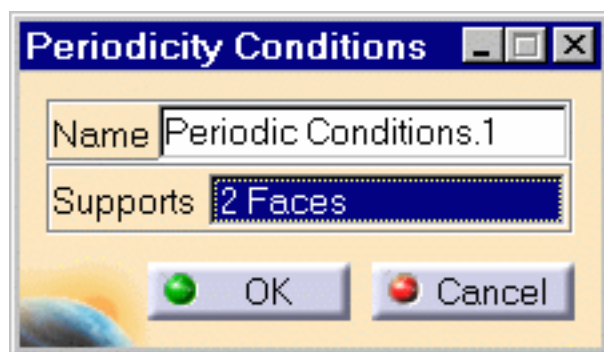 Periodicity Conditions
Name Periodic Conditions.1
Supports 2 Faces
OK Cancel